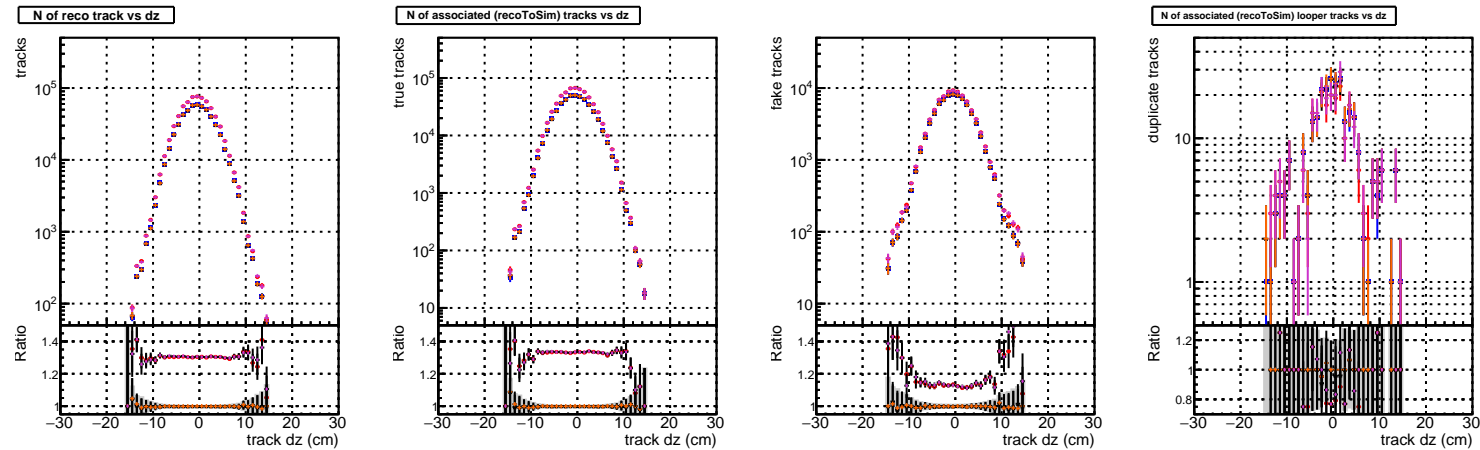 N of reco track vs dz
tracks
10^5
10^4
10^3
10^2
Ratio
1.4
1.2
1
−30 −20 −10 0 10 20 30
track dz (cm)
N of associated (recoToSim) tracks vs dz
true tracks
10^5
10^4
10^3
10^2
10
Ratio
1.4
1.2
1
−30 −20 −10 0 10 20 30
track dz (cm)
fake tracks
10^4
10^3
10^2
10
Ratio
1.4
1.2
1
−30 −20 −10 0 10 20 30
track dz (cm)
N of associated (recoToSim) looper tracks vs dz
duplicate tracks
10
1
Ratio
1.2
1
0.8
−30 −20 −10 0 10 20 30
track dz (cm)